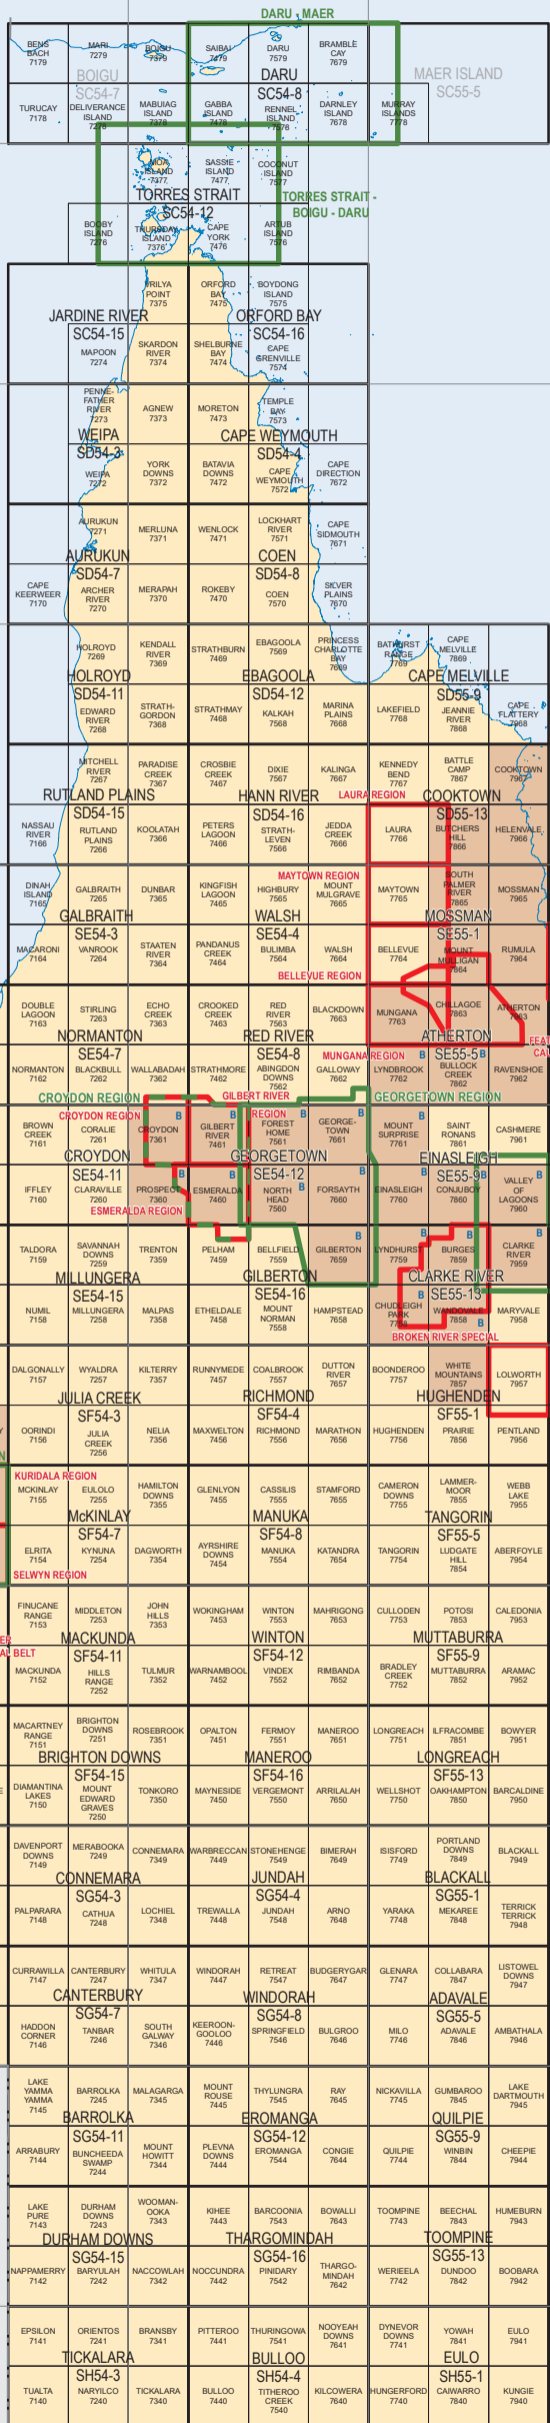 DARU - MAER
BENS BACH 7179
MARI 7279
BOIGU 7379
SAIBAI 7479
DARU 7579
BRAMBLE CAY 7679
BOIGU SC54-7
DARU SC54-8
MAER ISLAND SC55-5
TURUCAY 7178
DELIVERANCE ISLAND 7278
MABUIAG ISLAND 7378
GABBA ISLAND 7478
RENNEL ISLAND 7578
DARNLEY ISLAND 7678
MURRAY ISLANDS 7778
MOA ISLAND 7377
SASSIE ISLAND 7477
COCONUT ISLAND 7577
TORRES STRAIT SC54-12
TORRES STRAIT - BOIGU - DARU
BOOBY ISLAND 7276
THURSDAY ISLAND 7376
CAPE YORK 7476
ARTUB ISLAND 7576
VRILYA POINT 7375
ORFORD BAY 7475
BOYDONG ISLAND 7575
JARDINE RIVER SC54-15
ORFORD BAY SC54-16
MAPOON 7274
SKARDON RIVER 7374
SHELBURNE BAY 7474
CAPE GRENVILLE 7574
PENNE-FATHER RIVER 7273
AGNEW 7373
MORETON 7473
TEMPLE BAY 7573
WEIPA SD54-3
CAPE WEYMOUTH SD54-4
WEIPA 7272
YORK DOWNS 7372
BATAVIA DOWNS 7472
CAPE WEYMOUTH 7572
CAPE DIRECTION 7672
AURUKUN 7271
MERLUNA 7371
WENLOCK 7471
LOCKHART RIVER 7571
CAPE SIDMOUTH 7671
AURUKUN SD54-7
COEN SD54-8
CAPE KEERWEER 7170
ARCHER RIVER 7270
MERAPAH 7370
ROKEBY 7470
COEN 7570
SILVER PLAINS 7670
HOLROYD 7269
KENDALL RIVER 7369
STRATHBURN 7469
EBAGOOLA 7569
PRINCESS CHARLOTTE BAY 7669
BATHURST RANGE 7769
CAPE MELVILLE 7869
HOLROYD SD54-11
EBAGOOLA SD54-12
CAPE MELVILLE SD55-9
EDWARD RIVER 7268
STRATH-GORDON 7368
STRATHMAY 7468
KALKAH 7568
MARINA PLAINS 7668
LAKEFIELD 7768
JEANNIE RIVER 7868
CAPE FLATTERY 7968
MITCHELL RIVER 7267
PARADISE CREEK 7367
CROSBIE CREEK 7467
DIXIE 7567
KALINGA 7667
KENNEDY BEND 7767
BATTLE CAMP 7867
COOKTOWN 7967
RUTLAND PLAINS SD54-15
HANN RIVER SD54-16
LAURA REGION
COOKTOWN SD55-13
NASSAU RIVER 7166
RUTLAND PLAINS 7266
KOOLATAH 7366
PETERS LAGOON 7466
STRATH-LEVEN 7566
JEDDA CREEK 7666
LAURA 7766
BUTCHERS HILL 7866
HELENVALE 7966
MAYTOWN REGION
DINAH ISLAND 7165
GALBRAITH 7265
DUNBAR 7365
KINGFISH LAGOON 7465
HIGHBURY 7565
MOUNT MULGRAVE 7665
MAYTOWN 7765
SOUTH PALMER RIVER 7865
MOSSMAN 7965
GALBRAITH SE54-3
WALSH SE54-4
MOSSMAN SE55-1
MACARONI 7164
VANROOK 7264
STAATEN RIVER 7364
PANDANUS CREEK 7464
BULIMBA 7564
WALSH 7664
BELLEVUE 7764
MOUNT MULLIGAN 7864
RUMULA 7964
BELLEVUE REGION
DOUBLE LAGOON 7163
STIRLING 7263
ECHO CREEK 7363
CROOKED CREEK 7463
RED RIVER 7563
BLACKDOWN 7663
MUNGANA 7763
CHILLAGOE 7863
ATHERTON 7963
NORMANTON SE54-7
RED RIVER SE54-8
ATHERTON SE55-5
FEAT
CA
MUNGANA REGION
NORMANTON 7162
BLACKBULL 7262
WALLABADAH 7362
STRATHMORE 7462
ABINGDON DOWNS 7562
GALLOWAY 7662
B LYNDBROOK 7762
B BULLOCK CREEK 7862
RAVENSHOE 7962
CROYDON REGION
GILBERT RIVER REGION
GEORGETOWN REGION
CROYDON REGION
BROWN CREEK 7161
CORALIE 7261
B CROYDON 7361
B GILBERT RIVER 7461
FOREST HOME 7561
B GEORGE-TOWN 7661
B MOUNT SURPRISE 7761
SAINT RONANS 7861
CASHMERE 7961
CROYDON SE54-11
GEORGETOWN SE54-12
EINASLEIGH SE55-9
IFFLEY 7160
CLARAVILLE 7260
PROSPECT 7360
B ESMERALDA 7460
B NORTH HEAD 7560
B FORSAYTH 7660
B EINASLEIGH 7760
B CONJUBOY 7860
B VALLEY OF LAGOONS 7960
ESMERALDA REGION
TALDORA 7159
SAVANNAH DOWNS 7259
TRENTON 7359
PELHAM 7459
BELLFIELD 7559
B GILBERTON 7659
B LYNDHURST 7759
B BURGES 7859
B CLARKE RIVER 7959
MILLUNGERA SE54-15
GILBERTON SE54-16
CLARKE RIVER SE55-13
NUMIL 7158
MILLUNGERA 7258
MALPAS 7358
ETHELDALE 7458
MOUNT NORMAN 7558
HAMPSTEAD 7658
B CHUDLEIGH PARK 7758
B WANDOVALE 7858
MARYVALE 7958
BROKEN RIVER SPECIAL
DALGONALLY 7157
WYALDRA 7257
KILTERRY 7357
RUNNYMEDE 7457
COALBROOK 7557
DUTTON RIVER 7657
BOONDEROO 7757
WHITE MOUNTAINS 7857
LOLWORTH 7957
JULIA CREEK SF54-3
RICHMOND SF54-4
HUGHENDEN SF55-1
OORINDI 7156
JULIA CREEK 7256
NELIA 7356
MAXWELTON 7456
RICHMOND 7556
MARATHON 7656
HUGHENDEN 7756
PRAIRIE 7856
PENTLAND 7956
KURIDALA REGION
MCKINLAY 7155
EULOLO 7255
HAMILTON DOWNS 7355
GLENLYON 7455
CASSILIS 7555
STAMFORD 7655
CAMERON DOWNS 7755
LAMMER-MOOR 7855
WEBB LAKE 7955
McKINLAY SF54-7
MANUKA SF54-8
TANGORIN SF55-5
ELRITA 7154
KYNUNA 7254
DAGWORTH 7354
AYRSHIRE DOWNS 7454
MANUKA 7554
KATANDRA 7654
TANGORIN 7754
LUDGATE HILL 7854
ABERFOYLE 7954
SELWYN REGION
FINUCANE RANGE 7153
MIDDLETON 7253
JOHN HILLS 7353
WOKINGHAM 7453
WINTON 7553
MAHRIGONG 7653
CULLODEN 7753
POTOSI 7853
CALEDONIA 7953
ER
AL BELT
MACKUNDA SF54-11
WINTON SF54-12
MUTTABURRA SF55-9
MACKUNDA 7152
HILLS RANGE 7252
TULMUR 7352
WARNAMBOOL 7452
VINDEX 7552
RIMBANDA 7652
BRADLEY CREEK 7752
MUTTABURRA 7852
ARAMAC 7952
MACARTNEY RANGE 7151
BRIGHTON DOWNS 7251
ROSEBROOK 7351
OPALTON 7451
FERMOY 7551
MANEROO 7651
LONGREACH 7751
ILFRACOMBE 7851
BOWYER 7951
BRIGHTON DOWNS SF54-15
MANEROO SF54-16
LONGREACH SF55-13
DIAMANTINA LAKES 7150
MOUNT EDWARD GRAVES 7250
TONKORO 7350
MAYNESIDE 7450
VERGEMONT 7550
ARRILALAH 7650
WELLSHOT 7750
OAKHAMPTON 7850
BARCALDINE 7950
DAVENPORT DOWNS 7149
MERABOOKA 7249
CONNEMARA 7349
WARBRECCAN 7449
STONEHENGE 7549
BIMERAH 7649
ISISFORD 7749
PORTLAND DOWNS 7849
BLACKALL 7949
CONNEMARA SG54-3
JUNDAH SG54-4
BLACKALL SG55-1
PALPARARA 7148
CATHUA 7248
LOCHIEL 7348
TREWALLA 7448
JUNDAH 7548
ARNO 7648
YARAKA 7748
MEKAREE 7848
TERRICK TERRICK 7948
CURRAWILLA 7147
CANTERBURY 7247
WHITULA 7347
WINDORAH 7447
RETREAT 7547
BUDGERYGAR 7647
GLENARA 7747
COLLABARA 7847
LISTOWEL DOWNS 7947
CANTERBURY SG54-7
WINDORAH SG54-8
ADAVALE SG55-5
HADDON CORNER 7146
TANBAR 7246
SOUTH GALWAY 7346
KEEROON-GOOLOO 7446
SPRINGFIELD 7546
BULGROO 7646
MILO 7746
ADAVALE 7846
AMBATHALA 7946
LAKE YAMMA YAMMA 7145
BARROLKA 7245
MALAGARGA 7345
MOUNT ROUSE 7445
THYLUNGRA 7545
RAY 7645
NICKAVILLA 7745
GUMBAROO 7845
LAKE DARTMOUTH 7945
BARROLKA SG54-11
EROMANGA SG54-12
QUILPIE SG55-9
ARRABURY 7144
BUNCHEEDA SWAMP 7244
MOUNT HOWITT 7344
PLEVNA DOWNS 7444
EROMANGA 7544
CONGIE 7644
QUILPIE 7744
WINBIN 7844
CHEEPIE 7944
LAKE PURE 7143
DURHAM DOWNS 7243
WOOMAN-OOKA 7343
KIHEE 7443
BARCOONIA 7543
BOWALLI 7643
TOOMPINE 7743
BEECHAL 7843
HUMEBURN 7943
DURHAM DOWNS SG54-15
THARGOMINDAH SG54-16
TOOMPINE SG55-13
NAPPAMERRY 7142
BARYULAH 7242
NACCOWLAH 7342
NOCCUNDRA 7442
PINIDARY 7542
THARGO-MINDAH 7642
WERIEELA 7742
DUNDOO 7842
BOOBARA 7942
EPSILON 7141
ORIENTOS 7241
BRANSBY 7341
PITTEROO 7441
THURINGOWA 7541
NOOYEAH DOWNS 7641
DYNEVOR DOWNS 7741
YOWAH 7841
EULO 7941
TICKALARA SH54-3
BULLOO SH54-4
EULO SH55-1
TUALTA 7140
NARYILCO 7240
TICKALARA 7340
BULLOO 7440
TITHEROO CREEK 7540
KILCOWERA 7640
HUNGERFORD 7740
CAIWARRO 7840
KUNGIE 7940